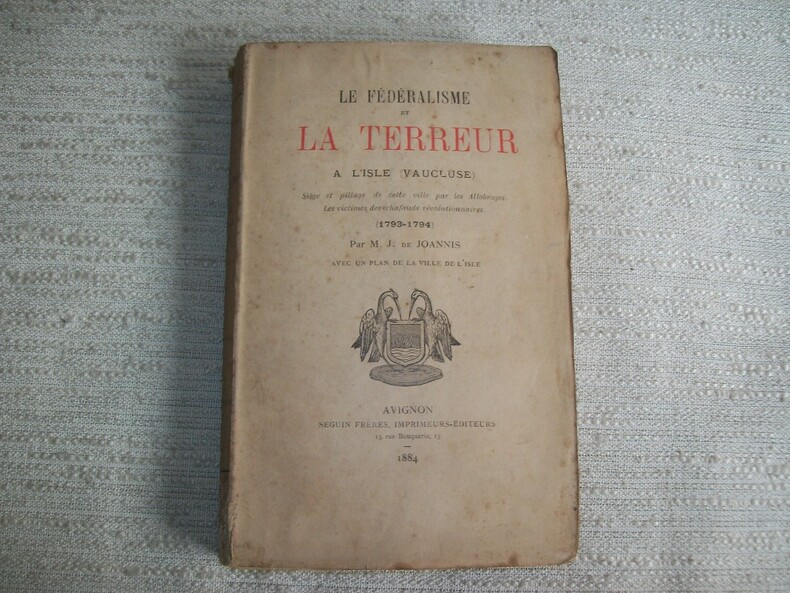 LE FÉDÉRALISME
ET
LA TERREUR
A L'ISLE (VAUCLUSE)
Siège et pillage de cette ville par les Allobroges.
Les victimes des échafauds révolutionnaires.
(1793-1794)
Par M. J. DE JOANNIS
AVEC UN PLAN DE LA VILLE DE L'ISLE
AVIGNON
SEGUIN FRÈRES, IMPRIMEURS-ÉDITEURS
13, rue Bouquerie, 13
1884